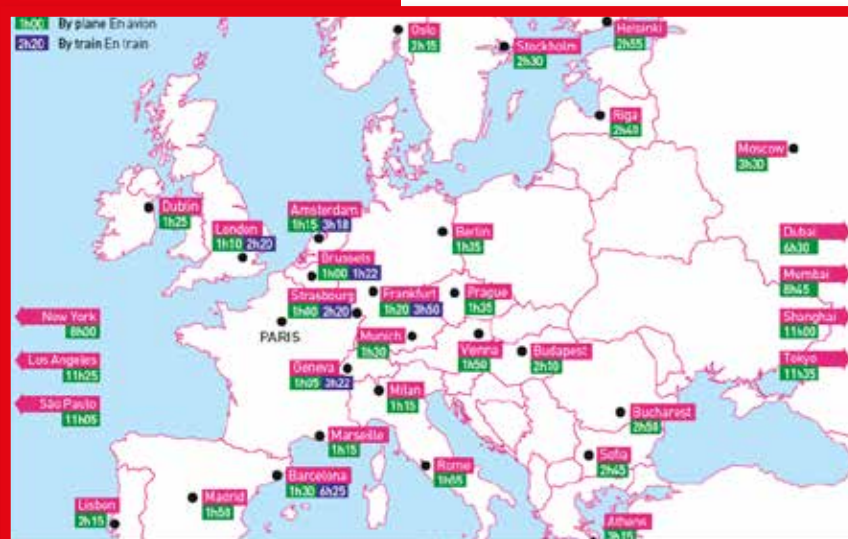 1h00 By plane En avion
2h20 By train En train
Oslo
2h15
Stockholm
2h30
Helsinki
2h55
Riga
2h40
Moscow
3h30
Dublin
1h25
London
1h10 2h20
Amsterdam
1h15 3h18
Berlin
1h35
Brussels
1h00 1h22
Dubai
6h30
Mumbai
8h45
Strasbourg
1h00 2h20
Frankfurt
1h20 3h50
Prague
1h35
New York
8h30
PARIS
Munich
1h30
Vienna
1h50
Budapest
2h10
Shanghai
11h00
Los Angeles
11h25
Geneva
1h05 3h22
Tokyo
11h35
Milan
1h15
São Paulo
11h05
Bucharest
2h50
Marseille
1h15
Sofia
2h45
Barcelona
1h30 6h25
Rome
1h55
Madrid
1h50
Lisbon
2h15
Athens
3h15